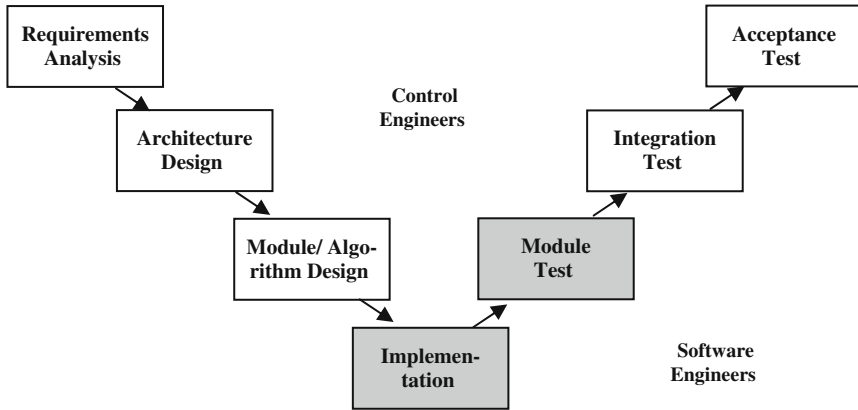 Requirements
Analysis
Acceptance
Test
Control
Engineers
Architecture
Design
Integration
Test
Module/ Algo-
rithm Design
Module
Test
Implemen-
tation
Software
Engineers